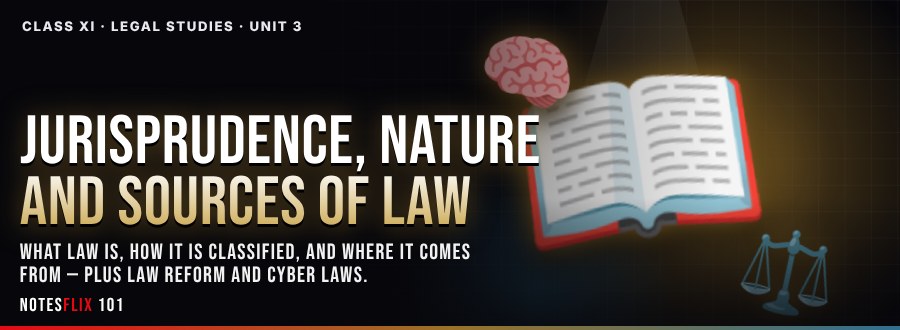 CLASS XI · LEGAL STUDIES · UNIT 3
JURISPRUDENCE, NATURE
AND SOURCES OF LAW
WHAT LAW IS, HOW IT IS CLASSIFIED, AND WHERE IT COMES
FROM – PLUS LAW REFORM AND CYBER LAWS.
NOTESFLIX 101